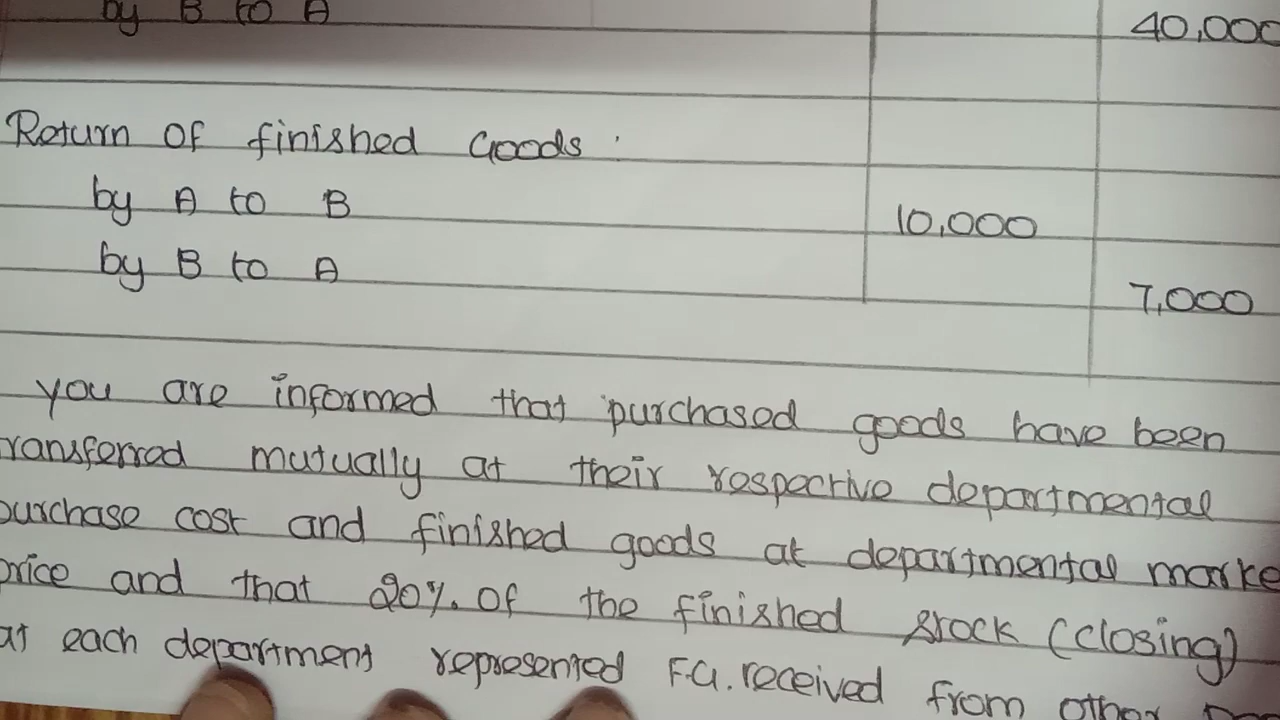 by B to A
40,000
Return of finished Goods :
by A to B 10,000
by B to A 7,000
you are informed that purchased goods have been
ransferred mutually at their respective departmental
purchase cost and finished goods at departmental marke
price and that 20% of the finished stock (closing)
at each department represented F.G. received from other